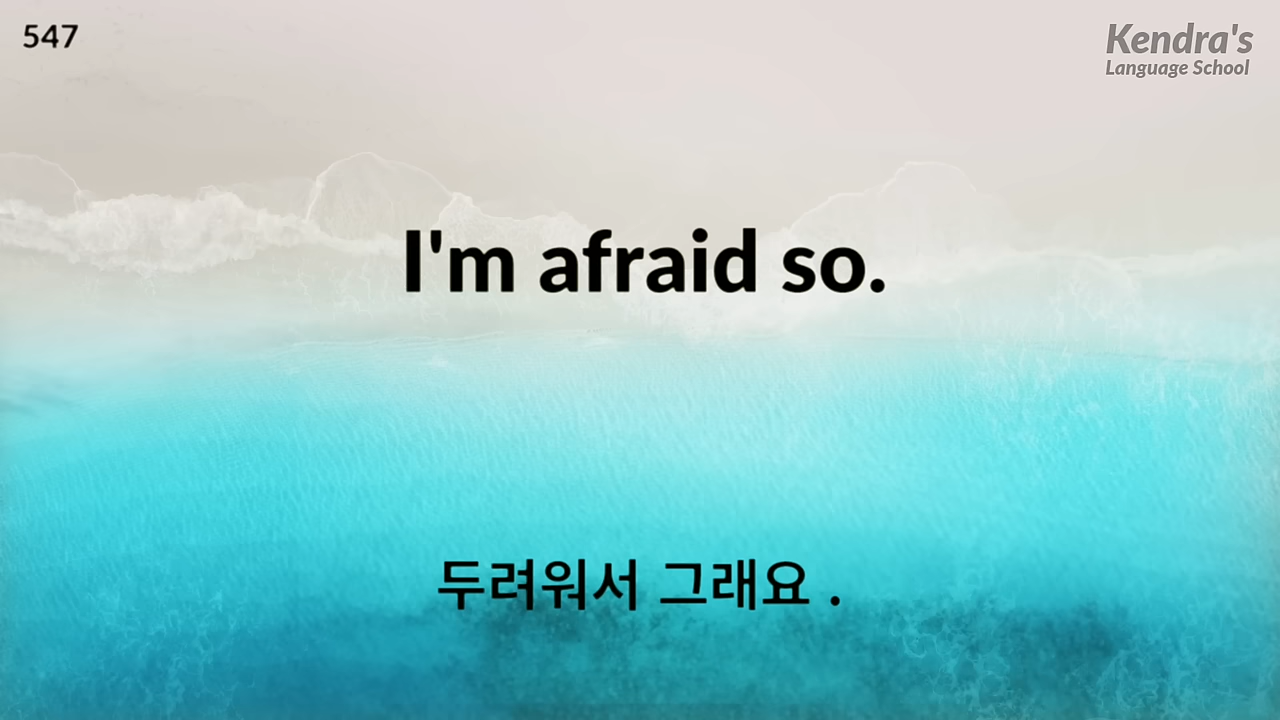 547
Kendra's
Language School
I'm afraid so.
두려워서 그래요 .